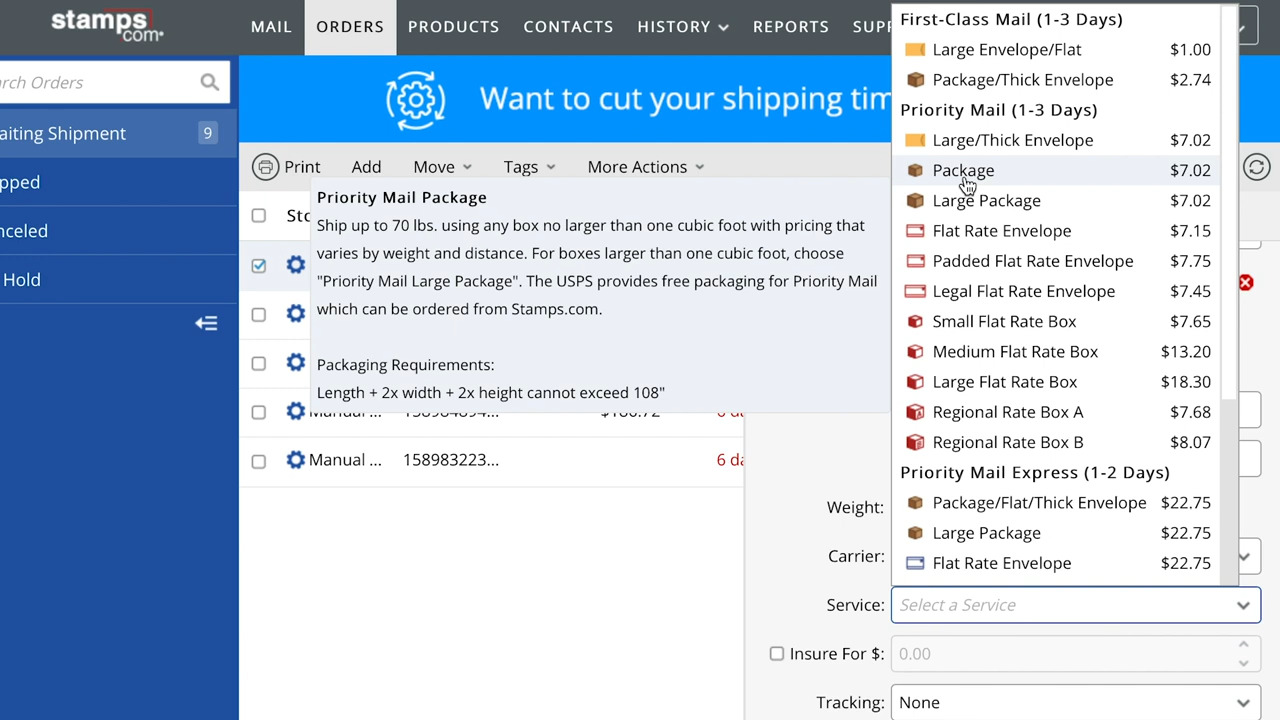 stamps
.com
MAIL ORDERS PRODUCTS CONTACTS HISTORY REPORTS SUPP
rch Orders
aiting Shipment 9
pped
nceled
Hold
Want to cut your shipping tim
Print Add Move Tags More Actions
Sto
Priority Mail Package
Ship up to 70 lbs. using any box no larger than one cubic foot with pricing that
varies by weight and distance. For boxes larger than one cubic foot, choose
"Priority Mail Large Package". The USPS provides free packaging for Priority Mail
which can be ordered from Stamps.com.
Packaging Requirements:
Length + 2x width + 2x height cannot exceed 108"
Manual ... 158983223... 6 da
First-Class Mail (1-3 Days)
Large Envelope/Flat $1.00
Package/Thick Envelope $2.74
Priority Mail (1-3 Days)
Large/Thick Envelope $7.02
Package $7.02
Large Package $7.02
Flat Rate Envelope $7.15
Padded Flat Rate Envelope $7.75
Legal Flat Rate Envelope $7.45
Small Flat Rate Box $7.65
Medium Flat Rate Box $13.20
Large Flat Rate Box $18.30
Regional Rate Box A $7.68
Regional Rate Box B $8.07
Priority Mail Express (1-2 Days)
Package/Flat/Thick Envelope $22.75
Large Package $22.75
Flat Rate Envelope $22.75
Weight:
Carrier:
Service: Select a Service
Insure For $: 0.00
Tracking: None